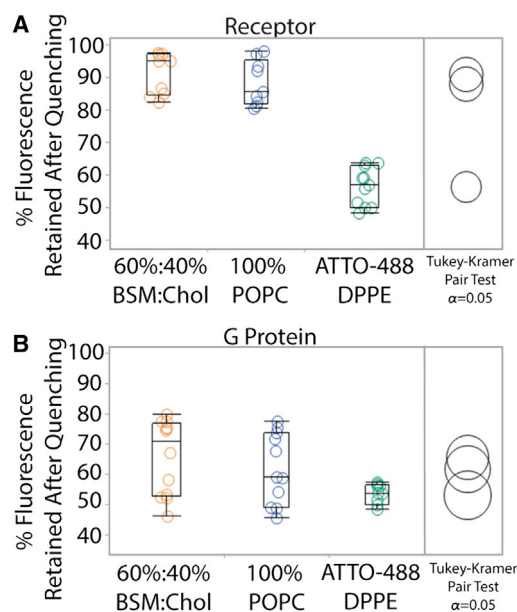 A
Receptor
% Fluorescence
Retained After Quenching
100
90
80
70
60
50
40
60%:40%
BSM:Chol
100%
POPC
ATTO-488
DPPE
Tukey-Kramer
Pair Test
α=0.05
B
G Protein
% Fluorescence
Retained After Quenching
100
90
80
70
60
50
40
60%:40%
BSM:Chol
100%
POPC
ATTO-488
DPPE
Tukey-Kramer
Pair Test
α=0.05